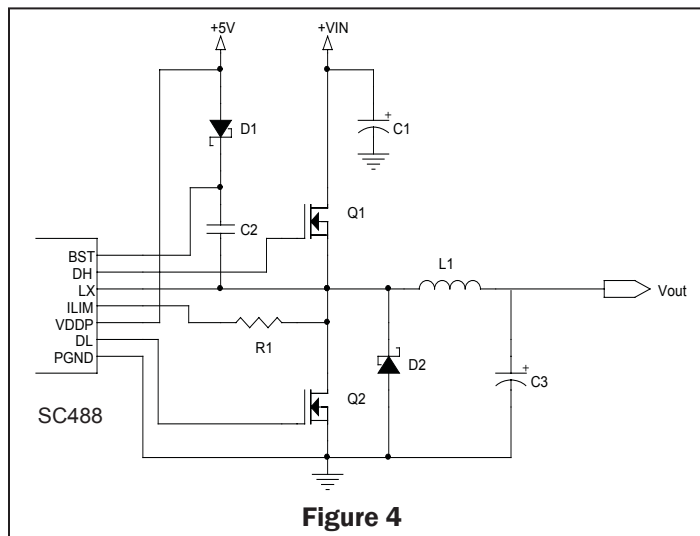 +5V
+VIN
D1
C1
Q1
C2
BST
DH
LX
ILIM
VDDP
DL
PGND
L1
Vout
R1
D2
C3
Q2
SC488
Figure 4